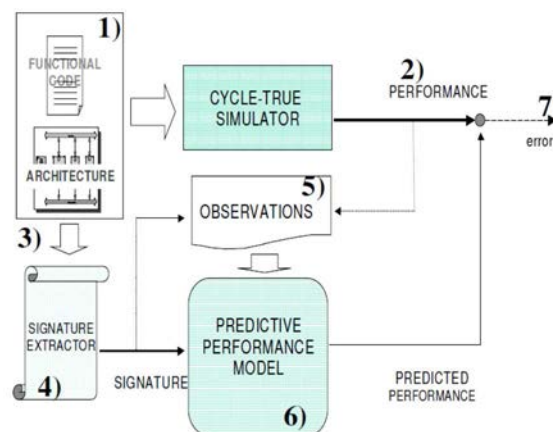 1)
FUNCTIONAL
CODE
ARCHITECTURE
CYCLE-TRUE
SIMULATOR
2)
PERFORMANCE
7
error
3)
5)
OBSERVATIONS
SIGNATURE
EXTRACTOR
4)
SIGNATURE
PREDICTIVE
PERFORMANCE
MODEL
6)
PREDICTED
PERFORMANCE